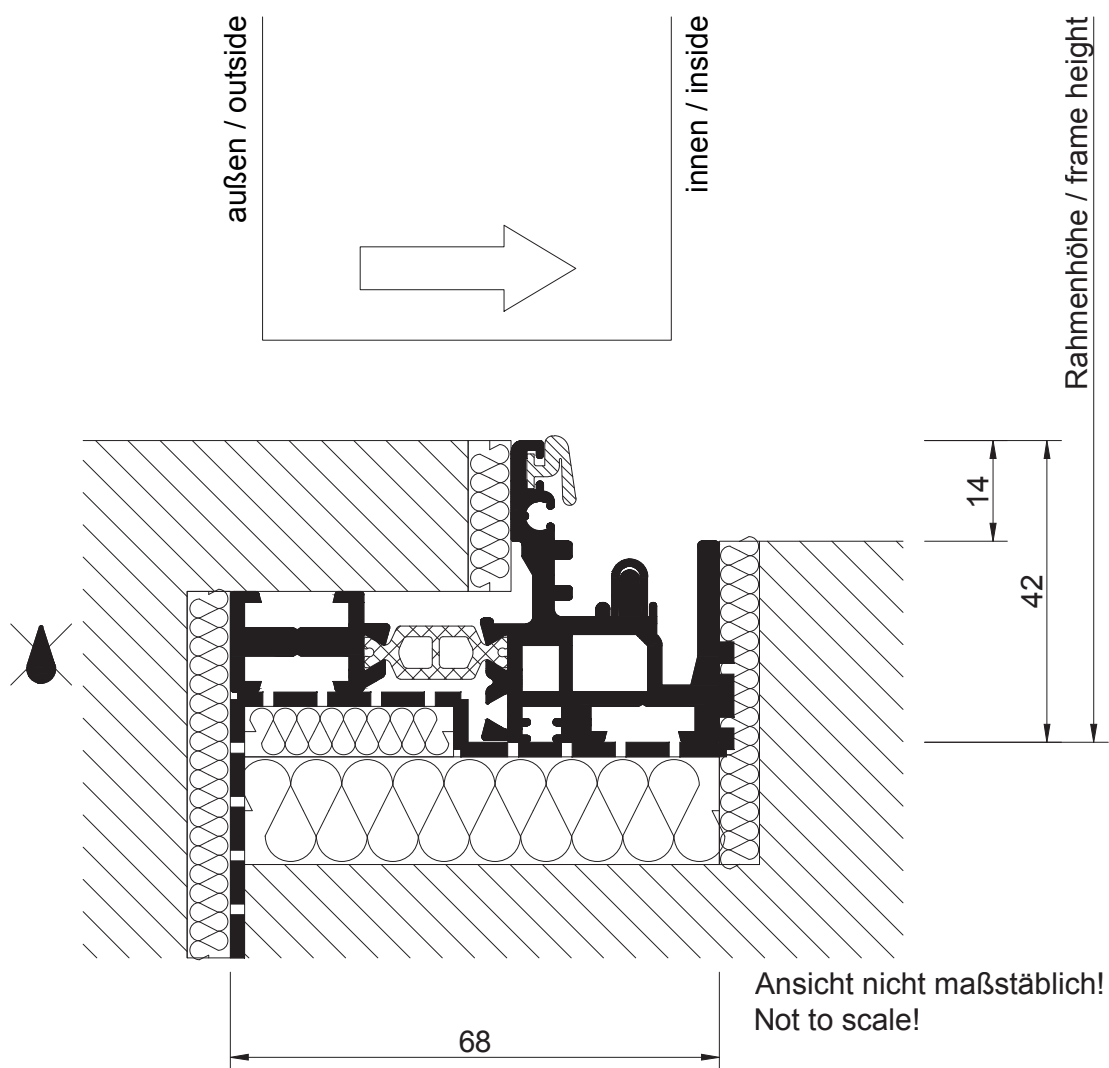 außen / outside
innen / inside
Rahmenhöhe / frame height
14
42
68
Ansicht nicht maßstäblich!
Not to scale!